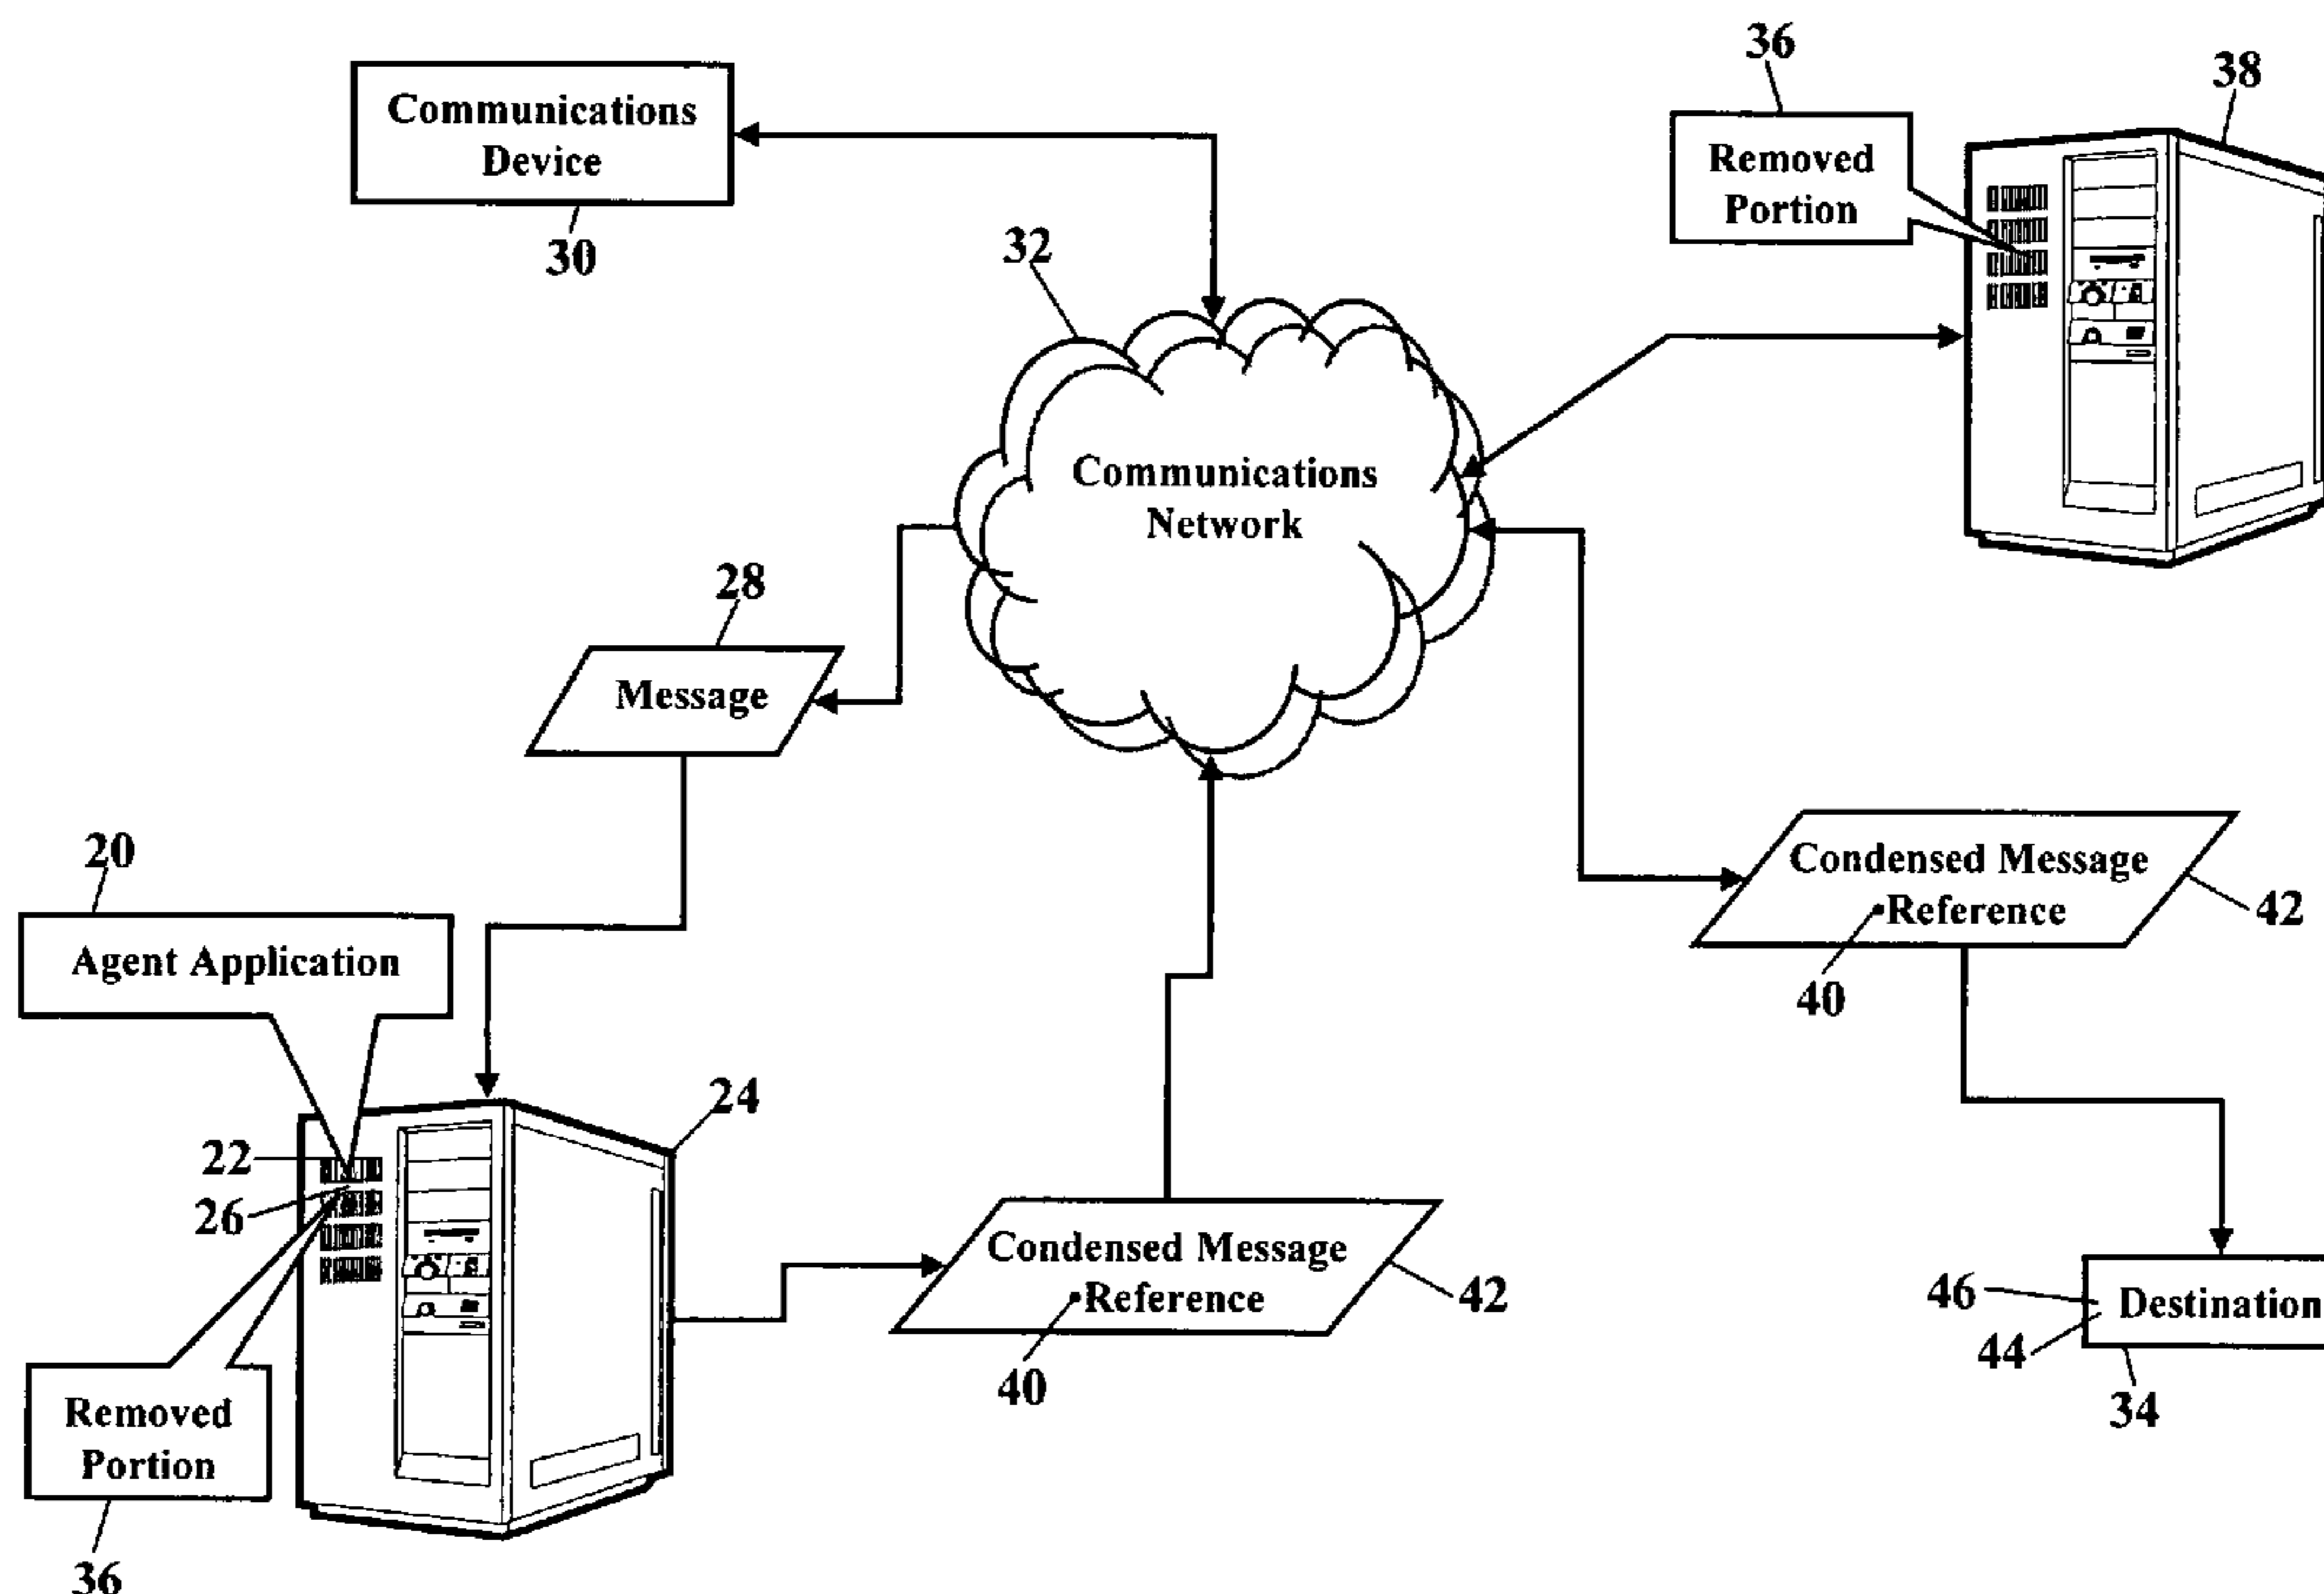 36
38
Communications
Device
Removed
Portion
30
32
Communications
Network
28
Message
20
Condensed Message
•Reference
42
Agent Application
40
24
22
26
Condensed Message
•Reference
42
46
Destination
44
40
34
Removed
Portion
36